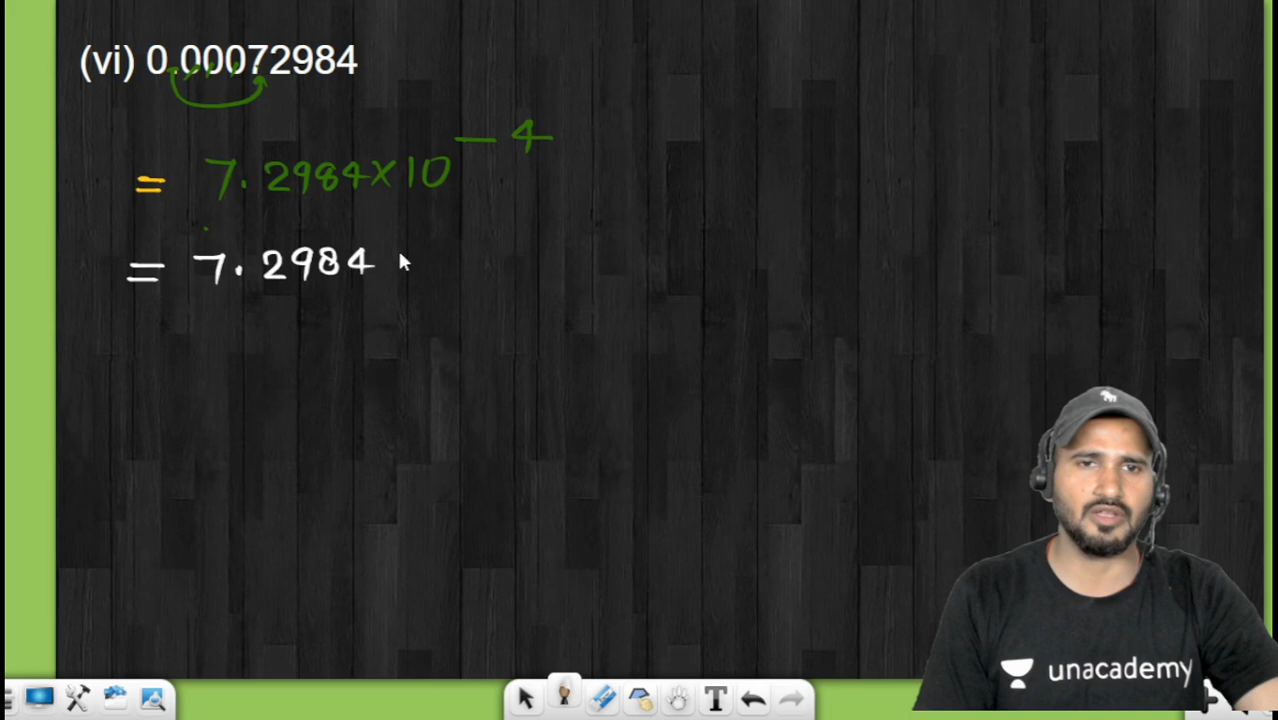 (vi) 0.00072984
= 7.2984×10⁻⁴
= 7.2984
unacademy